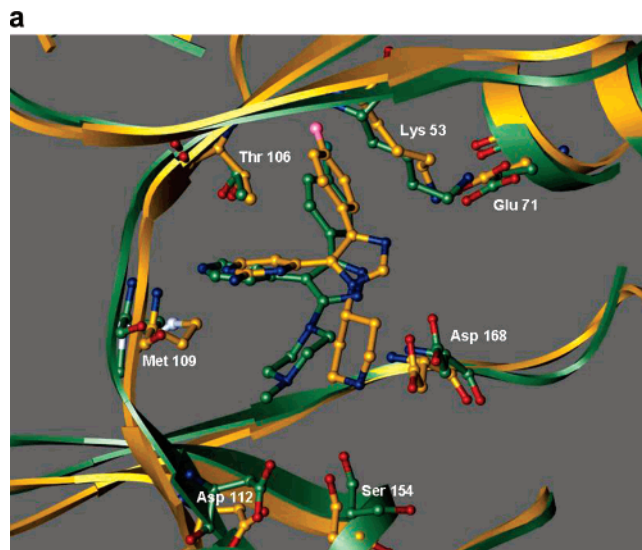 a
Lys 53
Thr 106
Glu 71
Asp 168
Met 109
Ser 154
Asp 112